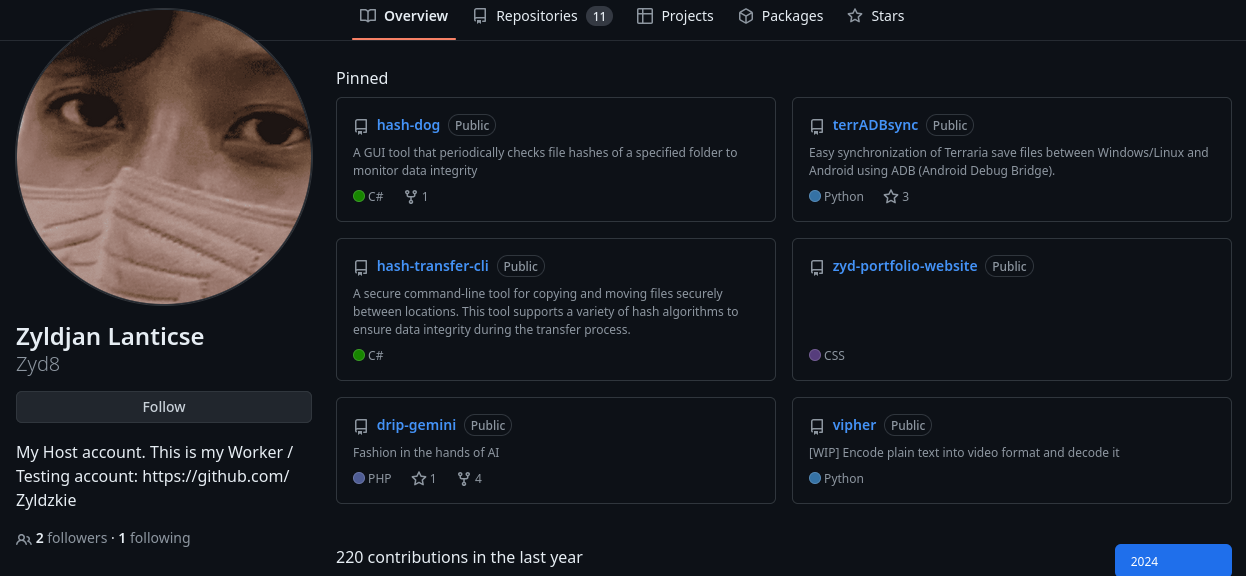 Overview
Repositories 11
Projects
Packages
Stars
Zyldjan Lanticse
Zyd8
Follow
My Host account. This is my Worker /
Testing account: https://github.com/
Zyldzkie
2 followers · 1 following
Pinned
hash-dog Public
A GUI tool that periodically checks file hashes of a specified folder to
monitor data integrity
C# 1
terrADBsync Public
Easy synchronization of Terraria save files between Windows/Linux and
Android using ADB (Android Debug Bridge).
Python 3
hash-transfer-cli Public
A secure command-line tool for copying and moving files securely
between locations. This tool supports a variety of hash algorithms to
ensure data integrity during the transfer process.
C#
zyd-portfolio-website Public
CSS
drip-gemini Public
Fashion in the hands of AI
PHP 1 4
vipher Public
[WIP] Encode plain text into video format and decode it
Python
220 contributions in the last year
2024